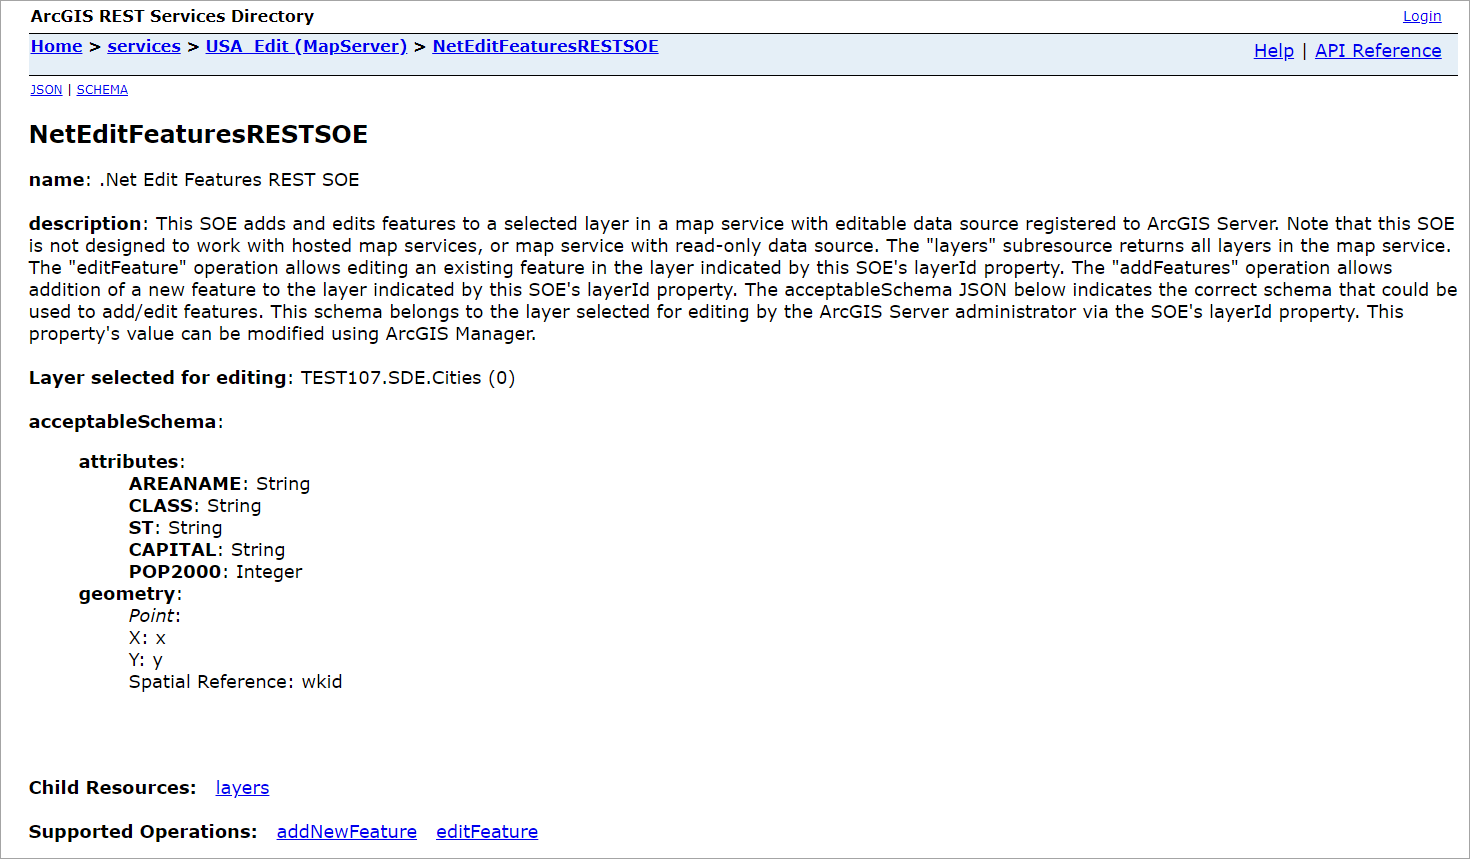 ArcGIS REST Services Directory
Login
Home > services > USA_Edit (MapServer) > NetEditFeaturesRESTSOE
Help | API Reference
JSON | SCHEMA
NetEditFeaturesRESTSOE
name: .Net Edit Features REST SOE
description: This SOE adds and edits features to a selected layer in a map service with editable data source registered to ArcGIS Server. Note that this SOE
is not designed to work with hosted map services, or map service with read-only data source. The "layers" subresource returns all layers in the map service.
The "editFeature" operation allows editing an existing feature in the layer indicated by this SOE's layerId property. The "addFeatures" operation allows
addition of a new feature to the layer indicated by this SOE's layerId property. The acceptableSchema JSON below indicates the correct schema that could be
used to add/edit features. This schema belongs to the layer selected for editing by the ArcGIS Server administrator via the SOE's layerId property. This
property's value can be modified using ArcGIS Manager.
Layer selected for editing: TEST107.SDE.Cities (0)
acceptableSchema:
attributes:
AREANAME: String
CLASS: String
ST: String
CAPITAL: String
POP2000: Integer
geometry:
Point:
X: x
Y: y
Spatial Reference: wkid
Child Resources: layers
Supported Operations: addNewFeature editFeature